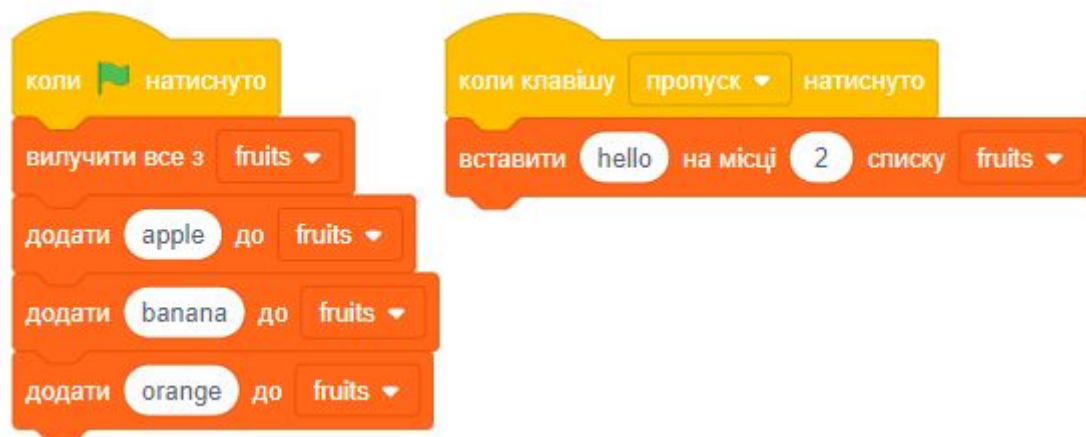 коли натиснуто
вилучити все з fruits
додати apple до fruits
додати banana до fruits
додати orange до fruits
коли клавішу пропуск натиснуто
вставити hello на місці 2 списку fruits